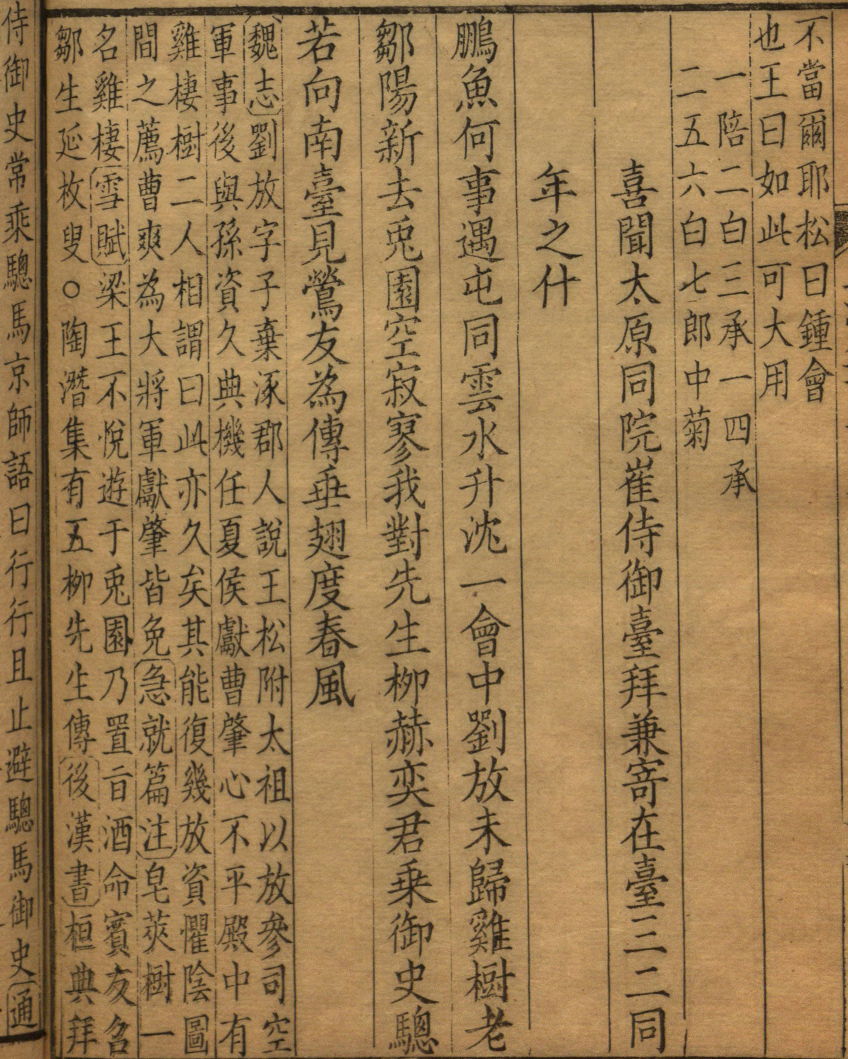 不當爾耶松曰鍾會
也王曰如此可大用
一陪二白三承一四承
二五六白七郎中菊
喜聞太原同院崔侍御臺拜兼寄在臺三二同
年之什
鵬魚何事遇屯同雲水升沈一會中劉放未歸雞樹老
鄒陽新去兎園空寂寥我對先生柳赫奕君乗御史驄
若向南臺見鶯友為傳垂翅度春風
魏志劉放字子棄涿郡人說王松附太祖以放參司空
軍事後與孫資久典機任夏侯獻曹肇心不平殿中有
雞棲樹二人相謂曰此亦久矣其能復幾放資懼隂圖
間之薦曹爽為大將軍獻肇皆免急就篇注皂莢樹一
名雞棲雪賦梁王不悅遊于兎園乃置㫖酒命賓友召
鄒生延枚叟○陶潛集有五柳先生傳後漢書桓典拜
侍御史常乘驄馬京師語曰行行且止避驄馬御史通